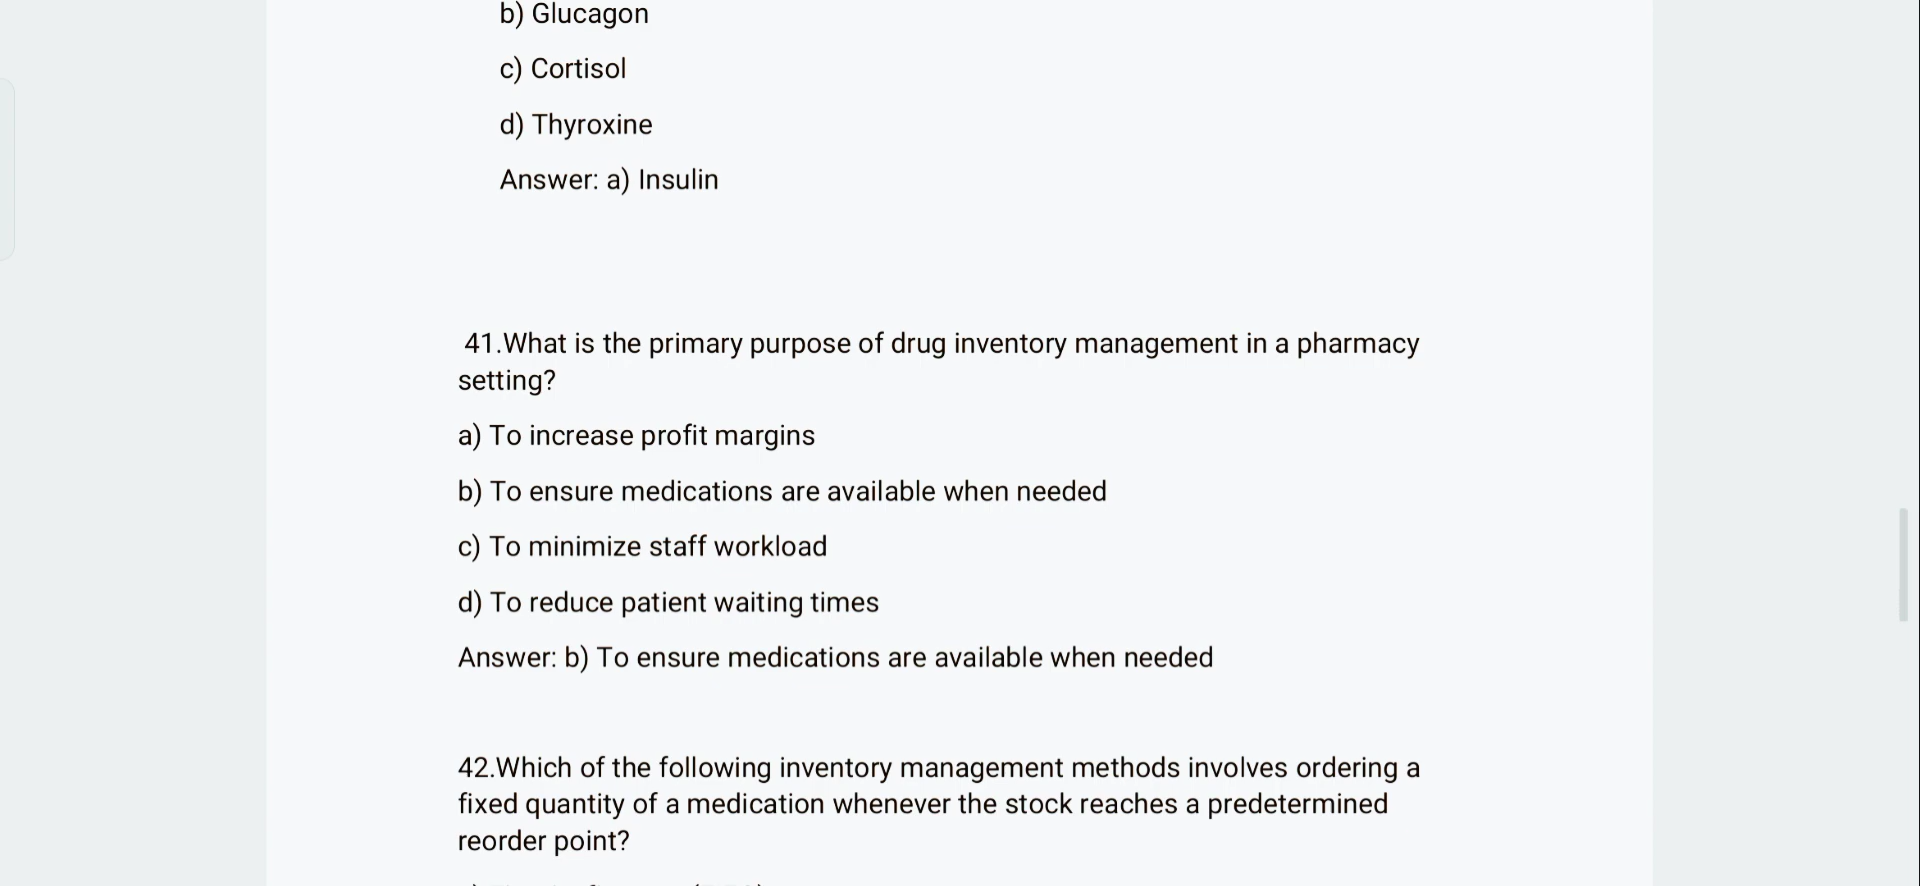 b) Glucagon
c) Cortisol
d) Thyroxine
Answer: a) Insulin
41.What is the primary purpose of drug inventory management in a pharmacy
setting?
a) To increase profit margins
b) To ensure medications are available when needed
c) To minimize staff workload
d) To reduce patient waiting times
Answer: b) To ensure medications are available when needed
42.Which of the following inventory management methods involves ordering a
fixed quantity of a medication whenever the stock reaches a predetermined
reorder point?